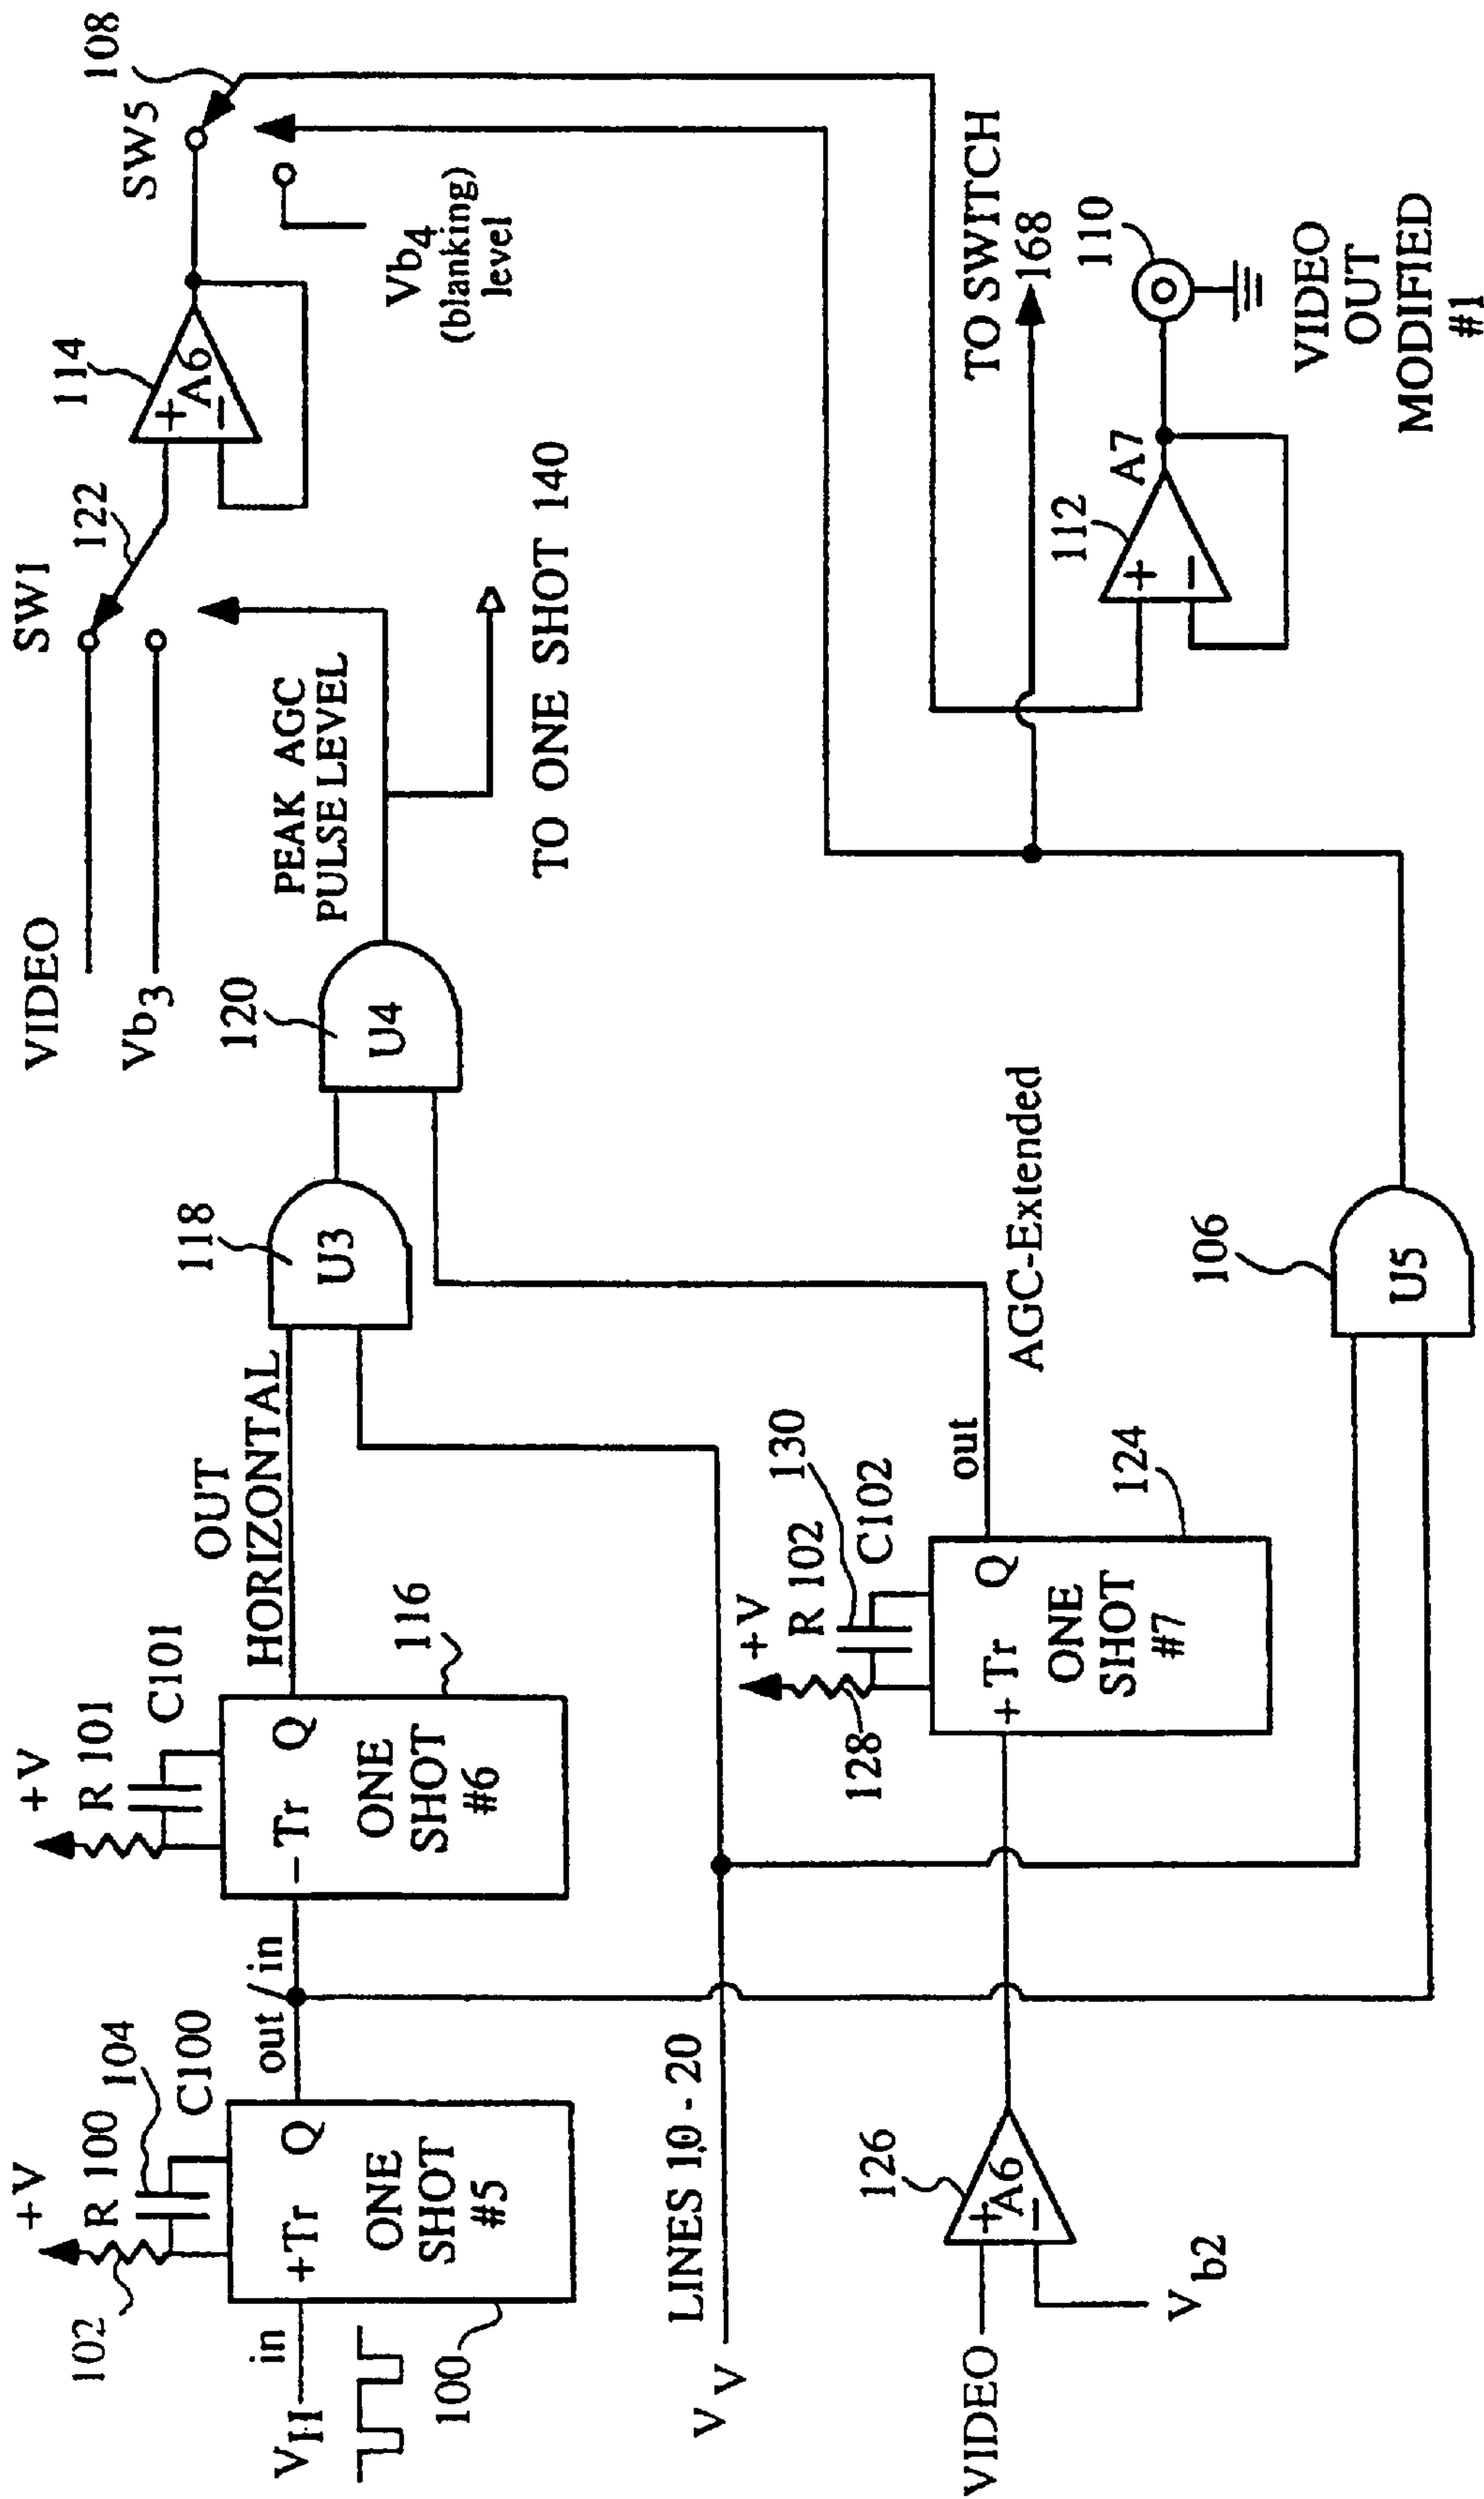 +V
R 100
102
104
C100
in
VH
+Tr
Q
ONE
SHOT
#5
100
out
/ in
+V
R 101
C101
- Tr
Q
ONE
SHOT
#6
116
OUT
HORIZONTAL
118
U3
120
U4
VIDEO
Vb3
SW1
122
PEAK AGC
PULSE LEVEL
TO ONE SHOT 140
114
+
A6
-
SW5
108
Vb4
(blanking)
level
VV
LINES 10 - 20
VIDEO
V b2
126
+
A6
-
+V
R 102
130
C102
128
+ Tr
Q
ONE
SHOT
#7
out
124
AGC-Extended
106
U5
TO SWITCH
168
112
+
-
A7
110
VIDEO
OUT
MODIFIED
#1